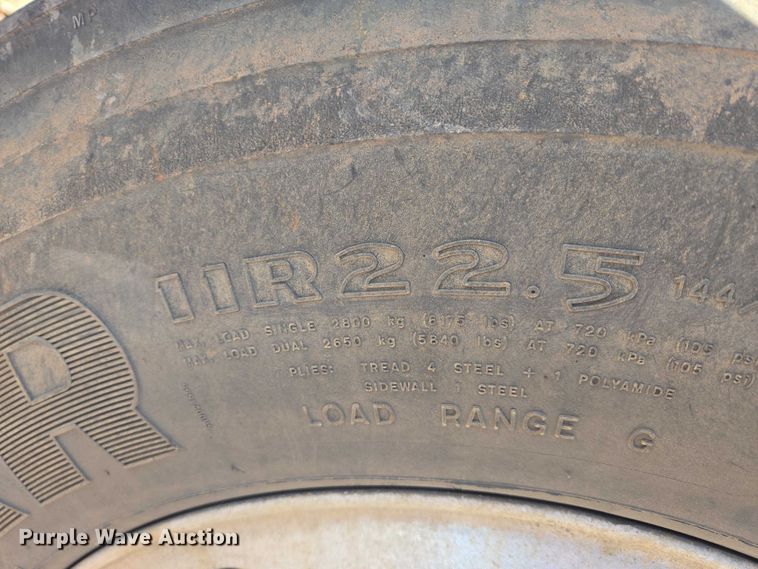 MP
11R22.5 144/
MAX. LOAD SINGLE 2800 kg (6175 lbs) AT 720 kPa (105 psi
MAX. LOAD DUAL 2650 kg (5840 lbs) AT 720 kPa (105 psi)
PLIES: TREAD 4 STEEL + 1 POLYAMIDE
SIDEWALL 1 STEEL
LOAD RANGE G
R
Purple Wave Auction